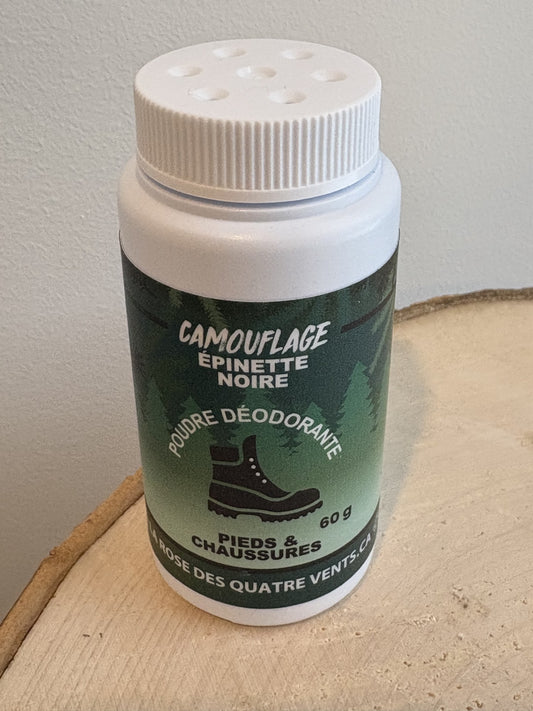 CAMOUFLAGE
ÉPINETTE
NOIRE
POUDRE DÉODORANTE
60 g
PIEDS &
CHAUSSURES
LA ROSE DES QUATRE VENTS.CA